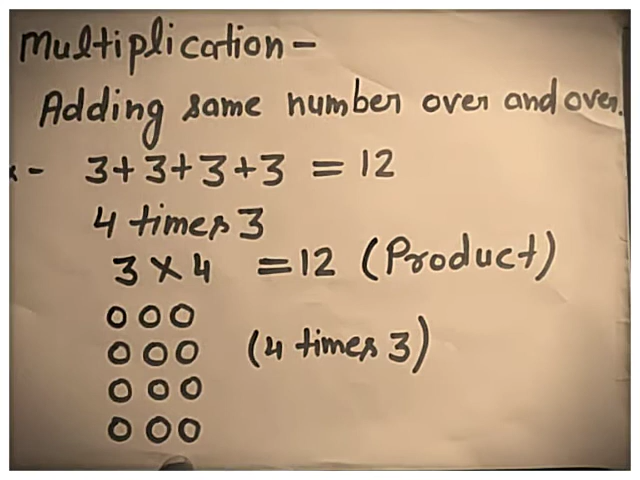 Multiplication -
Adding same number over and over.
- 3+3+3+3 = 12
4 times 3
3 × 4 = 12 (Product)
(4 times 3)